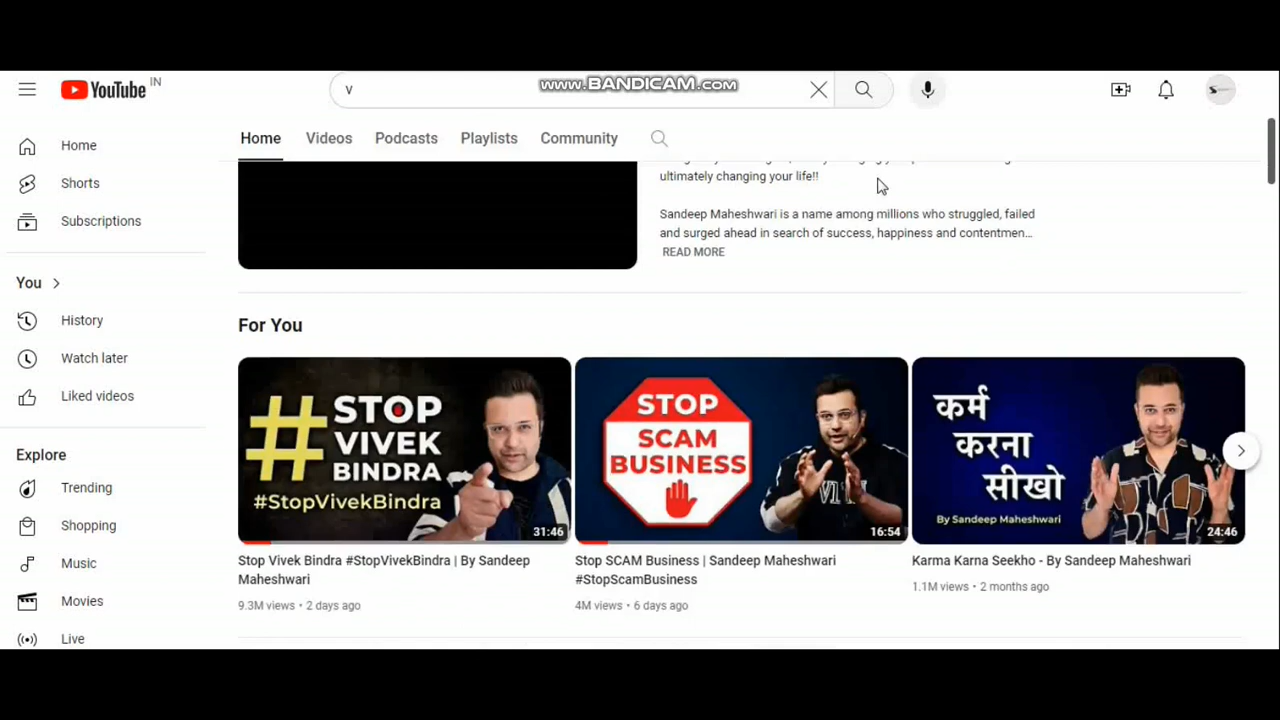 www.BANDICAM.com
YouTube IN
v
Home Videos Podcasts Playlists Community
Home
Shorts
Subscriptions
You
History
Watch later
Liked videos
Explore
Trending
Shopping
Music
Movies
Live
ultimately changing your life!!
Sandeep Maheshwari is a name among millions who struggled, failed
and surged ahead in search of success, happiness and contentmen...
READ MORE
For You
# STOP
VIVEK
BINDRA
#StopVivekBindra
31:46
Stop Vivek Bindra #StopVivekBindra | By Sandeep
Maheshwari
9.3M views • 2 days ago
STOP
SCAM
BUSINESS
16:54
Stop SCAM Business | Sandeep Maheshwari
#StopScamBusiness
4M views • 6 days ago
कर्म
करना
सीखो
By Sandeep Maheshwari
24:46
Karma Karna Seekho - By Sandeep Maheshwari
1.1M views • 2 months ago